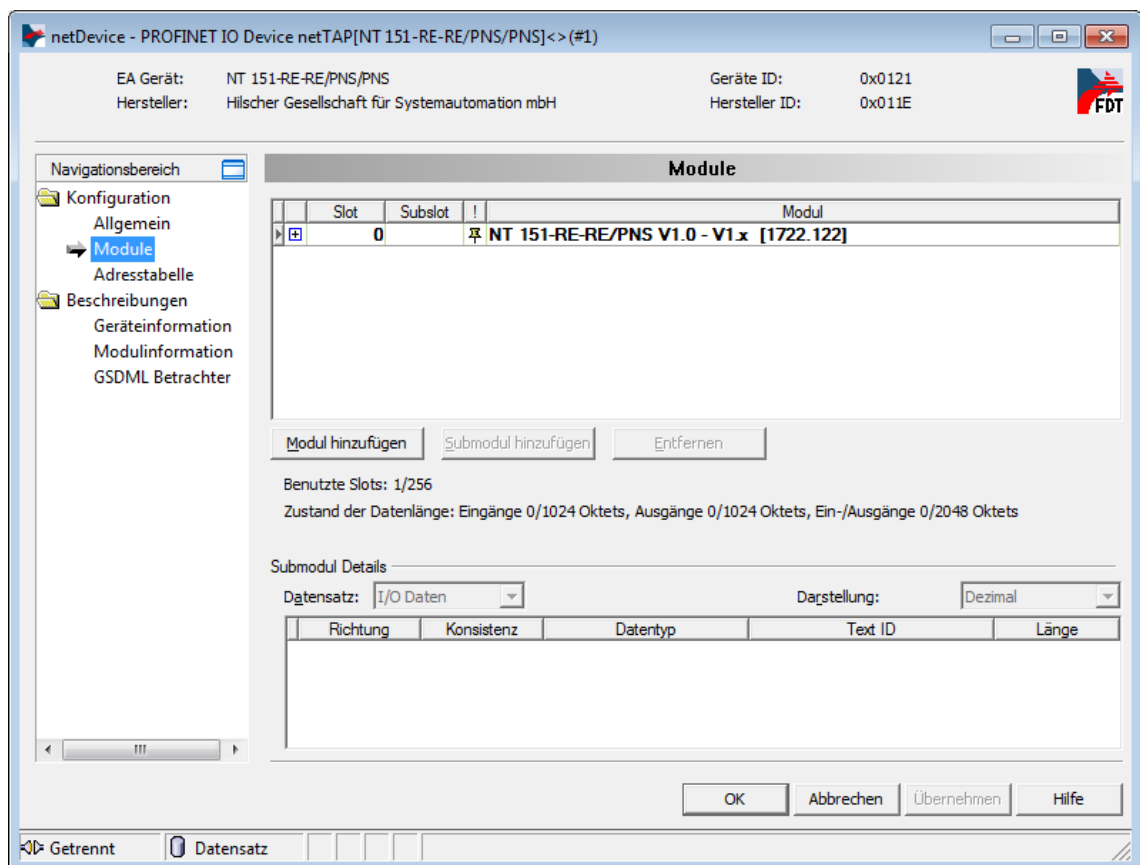 netDevice - PROFINET IO Device netTAP[NT 151-RE-RE/PNS/PNS]<>(#1)
EA Gerät: NT 151-RE-RE/PNS/PNS Geräte ID: 0x0121
Hersteller: Hilscher Gesellschaft für Systemautomation mbH Hersteller ID: 0x011E
FDT
Navigationsbereich
Konfiguration
Allgemein
Module
Adresstabelle
Beschreibungen
Geräteinformation
Modulinformation
GSDML Betrachter
Module
Slot Subslot ! Modul
0 NT 151-RE-RE/PNS V1.0 - V1.x [1722.122]
Modul hinzufügen Submodul hinzufügen Entfernen
Benutzte Slots: 1/256
Zustand der Datenlänge: Eingänge 0/1024 Oktets, Ausgänge 0/1024 Oktets, Ein-/Ausgänge 0/2048 Oktets
Submodul Details
Datensatz: I/O Daten Darstellung: Dezimal
Richtung Konsistenz Datentyp Text ID Länge
OK Abbrechen Übernehmen Hilfe
Getrennt Datensatz